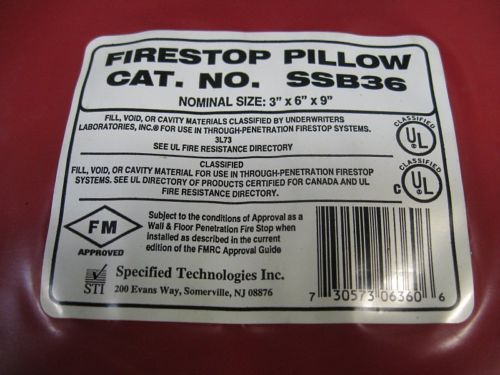 FIRESTOP PILLOW
CAT. NO. SSB36
NOMINAL SIZE: 3" x 6" x 9"
FILL, VOID, OR CAVITY MATERIALS CLASSIFIED BY UNDERWRITERS
LABORATORIES, INC.® FOR USE IN THROUGH-PENETRATION FIRESTOP SYSTEMS.
3L73
SEE UL FIRE RESISTANCE DIRECTORY
CLASSIFIED
UL
®
CLASSIFIED
FILL, VOID, OR CAVITY MATERIAL FOR USE IN THROUGH-PENETRATION FIRESTOP
SYSTEMS. SEE UL DIRECTORY OF PRODUCTS CERTIFIED FOR CANADA AND UL
FIRE RESISTANCE DIRECTORY.
CLASSIFIED
C UL
®
FM
APPROVED
Subject to the conditions of Approval as a
Wall & Floor Penetration Fire Stop when
installed as described in the current
edition of the FMRC Approval Guide
STI
Specified Technologies Inc.
200 Evans Way, Somerville, NJ 08876
7 30573 06360 6